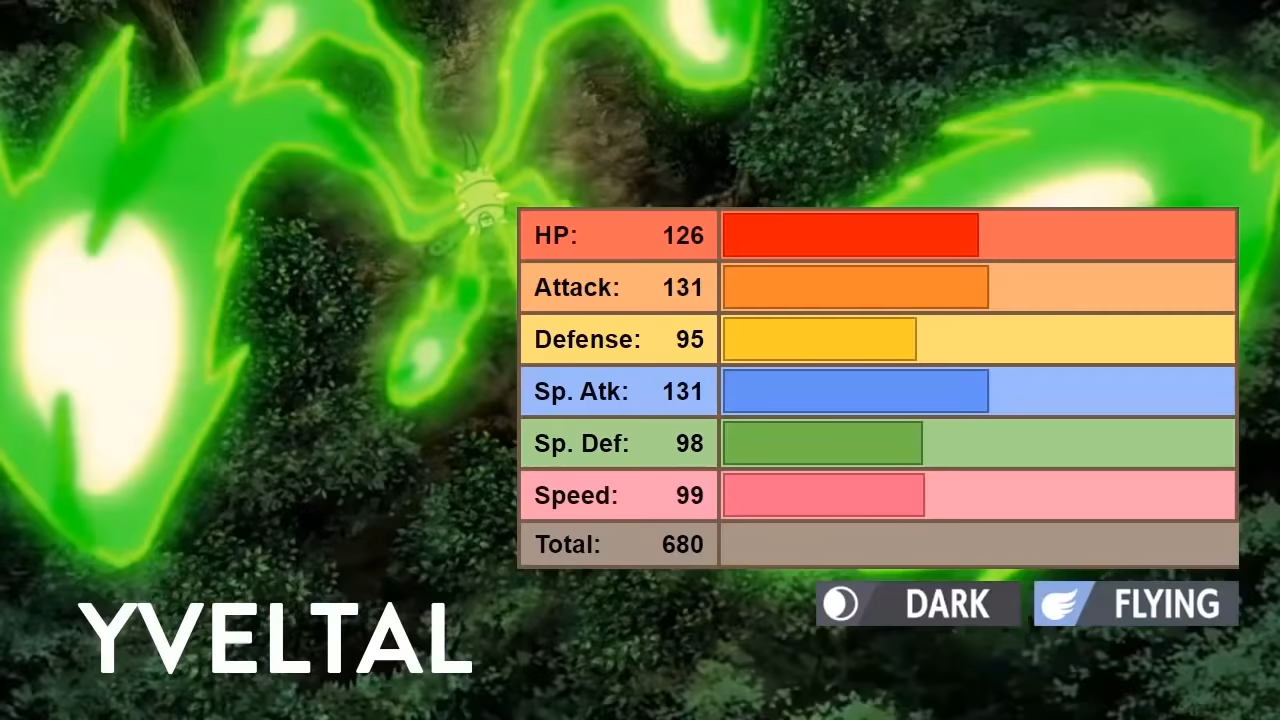 HP: 126
Attack: 131
Defense: 95
Sp. Atk: 131
Sp. Def: 98
Speed: 99
Total: 680
DARK FLYING
YVELTAL